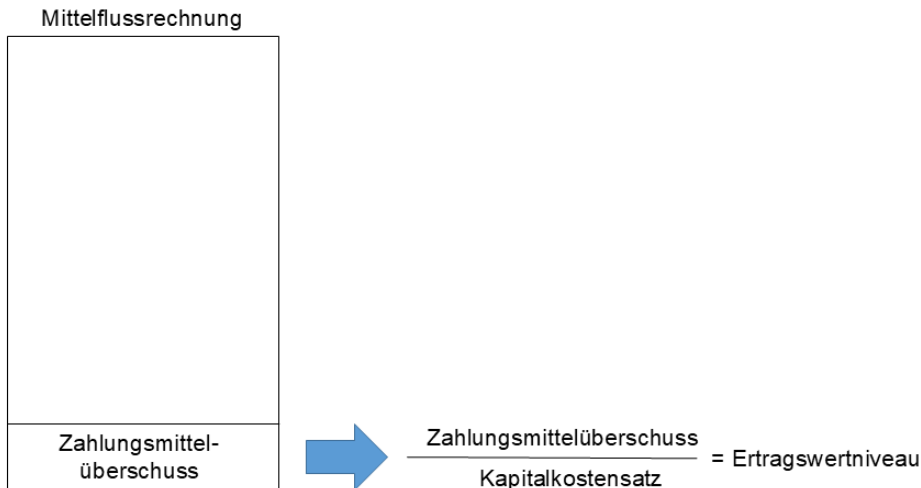 Mittelflussrechnung
Zahlungsmittel-
überschuss
Zahlungsmittelüberschuss
Kapitalkostensatz
= Ertragswertniveau